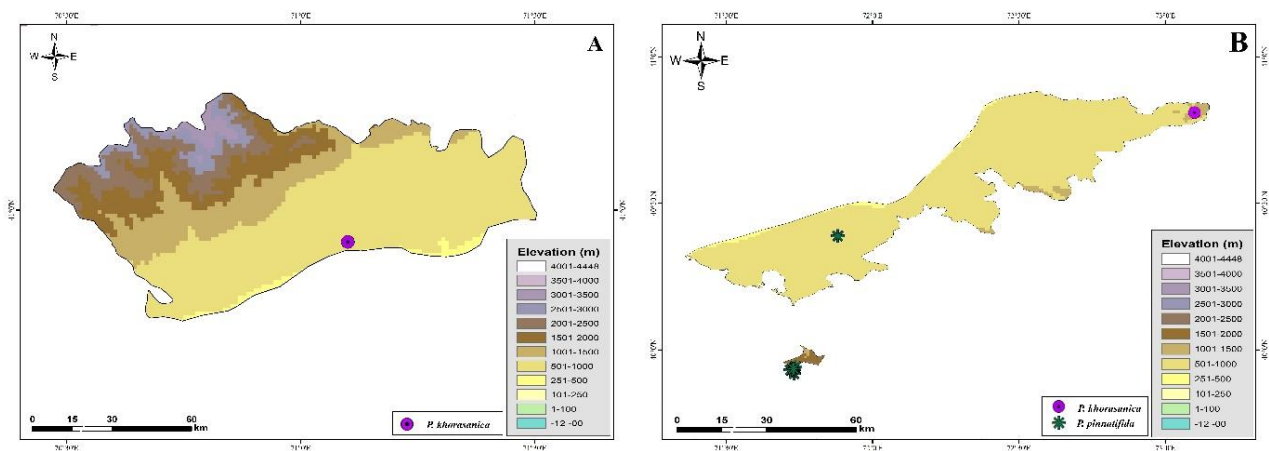 A
N
W E
S
Elevation (m)
4001-4448
3501-4000
3001-3500
2501-3000
2001-2500
1501-2000
1001-1500
501-1000
251-500
101-250
1-100
-12 -00
P. khorasanica
0 15 30 60
km
B
N
W E
S
Elevation (m)
4001-4448
3501-4000
3001-3500
2501-3000
2001-2500
1501-2000
1001-1500
501-1000
251-500
101-250
1-100
-12 -00
P. khorasanica
P. pinnatifida
0 15 30 60
km